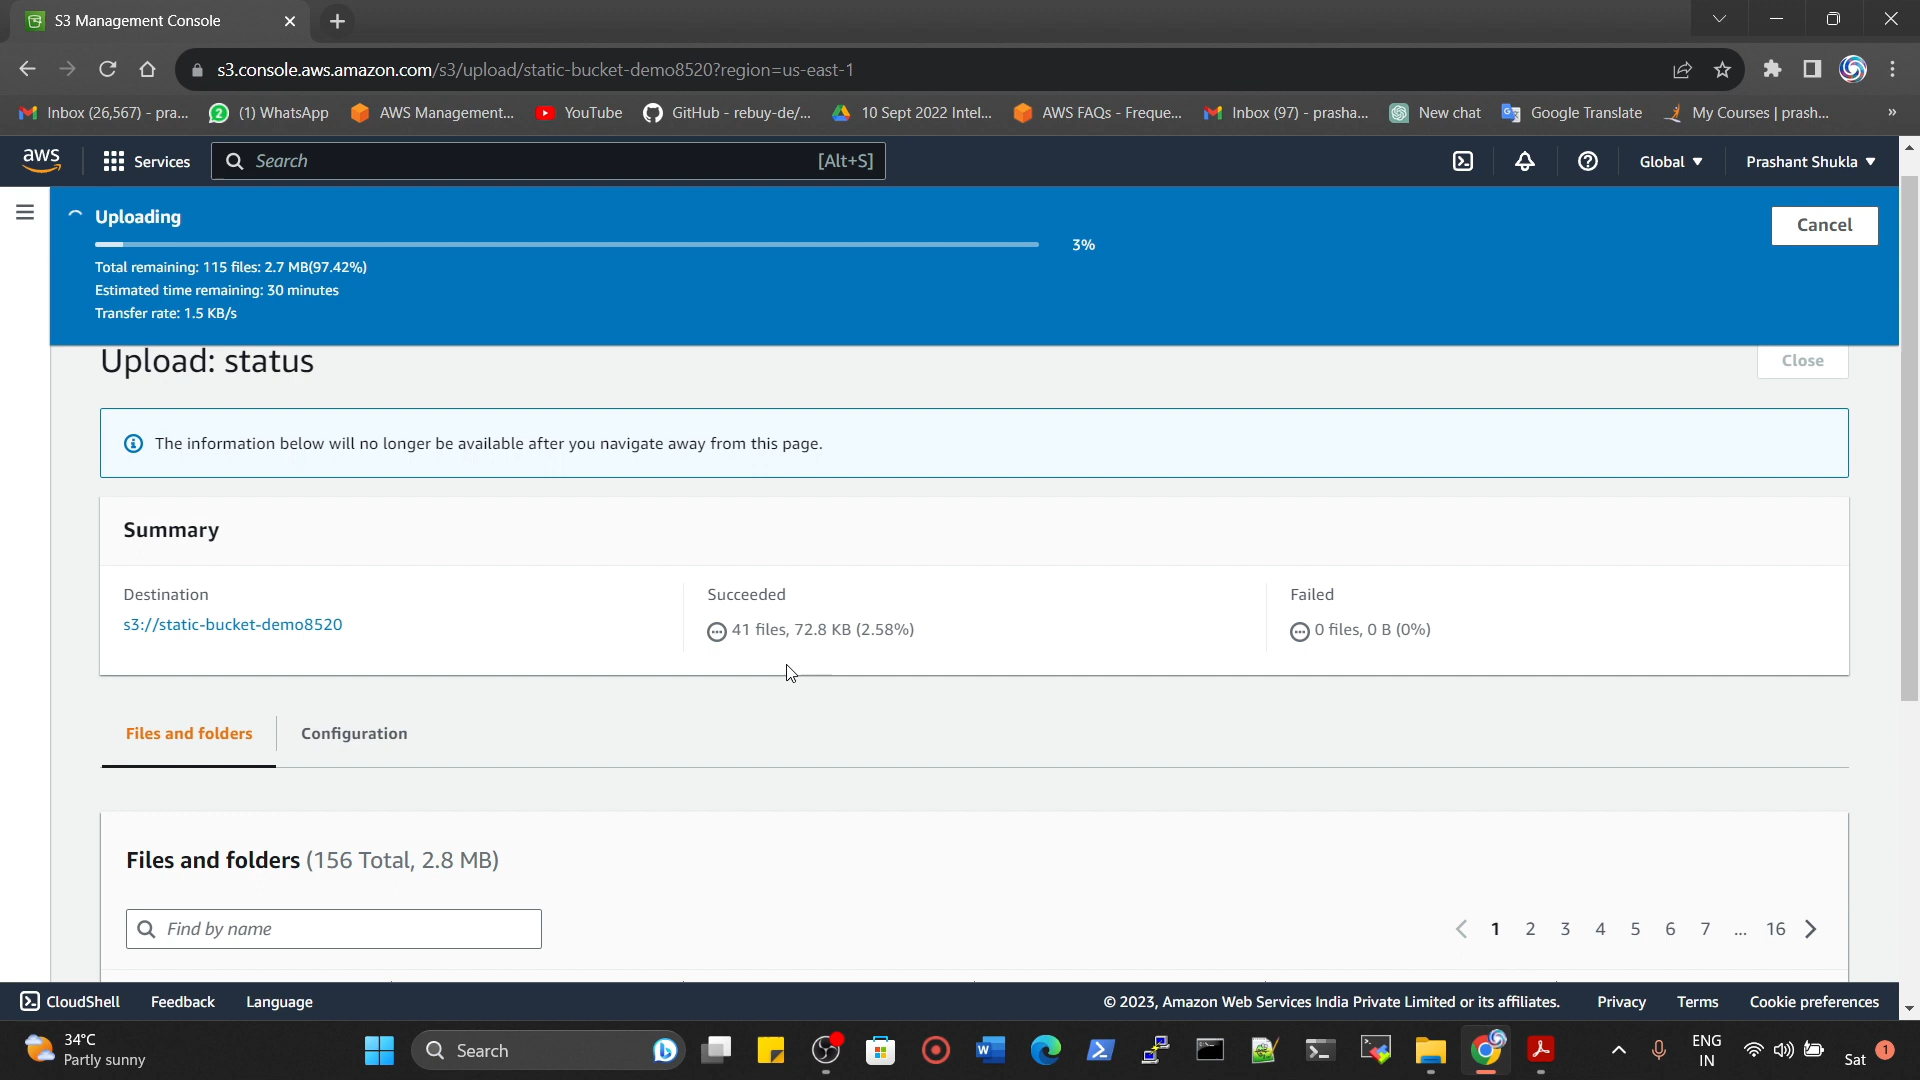 S3 Management Console
s3.console.aws.amazon.com/s3/upload/static-bucket-demo8520?region=us-east-1
Inbox (26,567) - pra...
(1) WhatsApp
AWS Management...
YouTube
GitHub - rebuy-de/...
10 Sept 2022 Intel...
AWS FAQs - Freque...
Inbox (97) - prasha...
New chat
Google Translate
My Courses | prash...
»
aws
Services
Search
[Alt+S]
Global
Prashant Shukla
Uploading
3%
Cancel
Total remaining: 115 files: 2.7 MB(97.42%)
Estimated time remaining: 30 minutes
Transfer rate: 1.5 KB/s
Upload: status
Close
The information below will no longer be available after you navigate away from this page.
Summary
Destination
s3://static-bucket-demo8520
Succeeded
41 files, 72.8 KB (2.58%)
Failed
0 files, 0 B (0%)
Files and folders
Configuration
Files and folders (156 Total, 2.8 MB)
Find by name
1 2 3 4 5 6 7 ... 16
CloudShell
Feedback
Language
© 2023, Amazon Web Services India Private Limited or its affiliates.
Privacy
Terms
Cookie preferences
34°C
Partly sunny
Search
ENG
IN
Sat
1